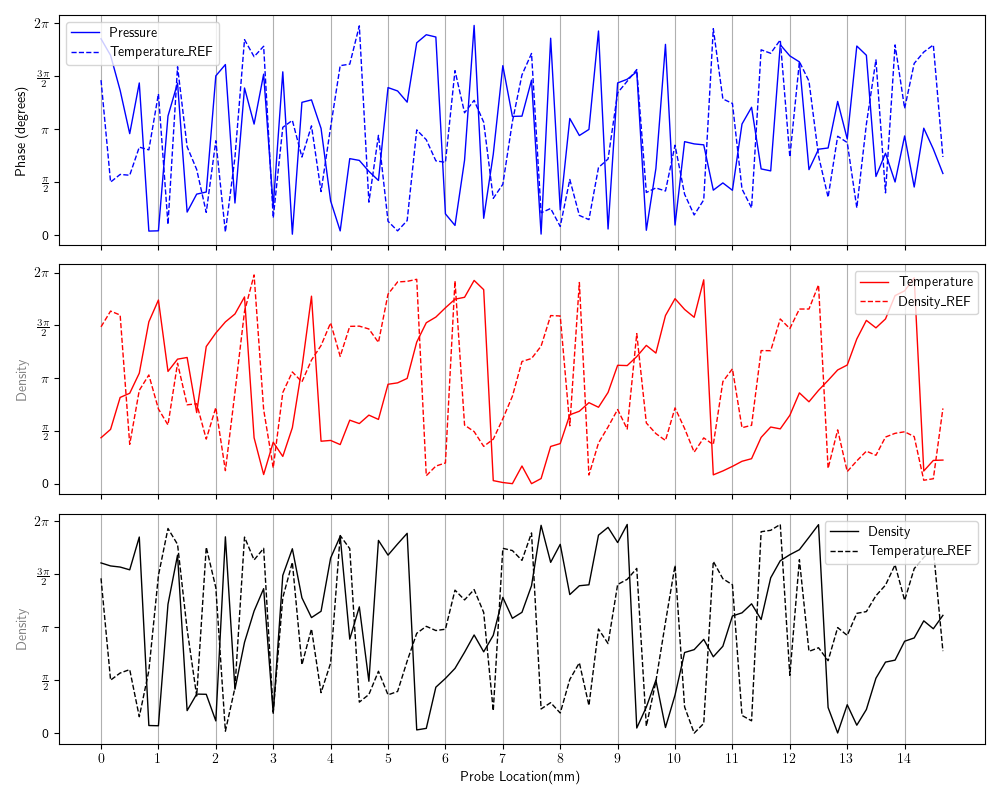 Pressure
Temperature_REF
Phase (degrees)
2π
3π/2
π
π/2
0
Temperature
Density_REF
Density
2π
3π/2
π
π/2
0
Density
Temperature_REF
Density
2π
3π/2
π
π/2
0
0 1 2 3 4 5 6 7 8 9 10 11 12 13 14
Probe Location(mm)